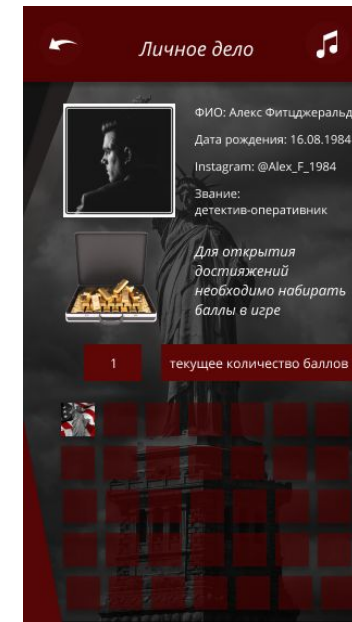 Личное дело
ФИО: Алекс Фитцджеральд
Дата рождения: 16.08.1984
Instagram: @Alex_F_1984
Звание:
детектив-оперативник
Для открытия
достияжений
необходимо набирать
баллы в игре
1
текущее количество баллов